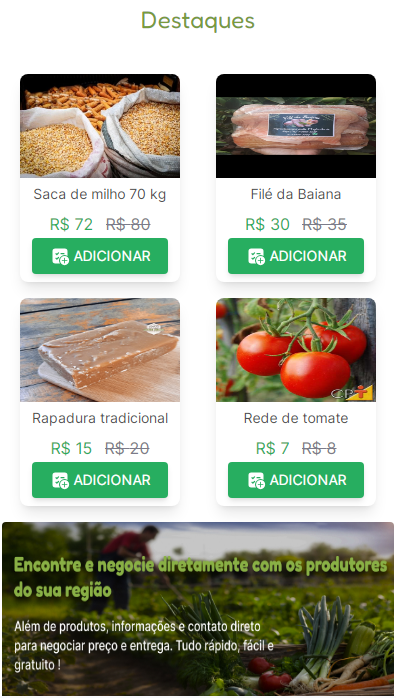 Destaques
Saca de milho 70 kg
R$ 72 R$ 80
ADICIONAR
Filé da Baiana
R$ 30 R$ 35
ADICIONAR
Rapadura tradicional
R$ 15 R$ 20
ADICIONAR
CPT
Rede de tomate
R$ 7 R$ 8
ADICIONAR
Encontre e negocie diretamente com os produtores
do sua região
Além de produtos, informações e contato direto
para negociar preço e entrega. Tudo rápido, fácil e
gratuito !